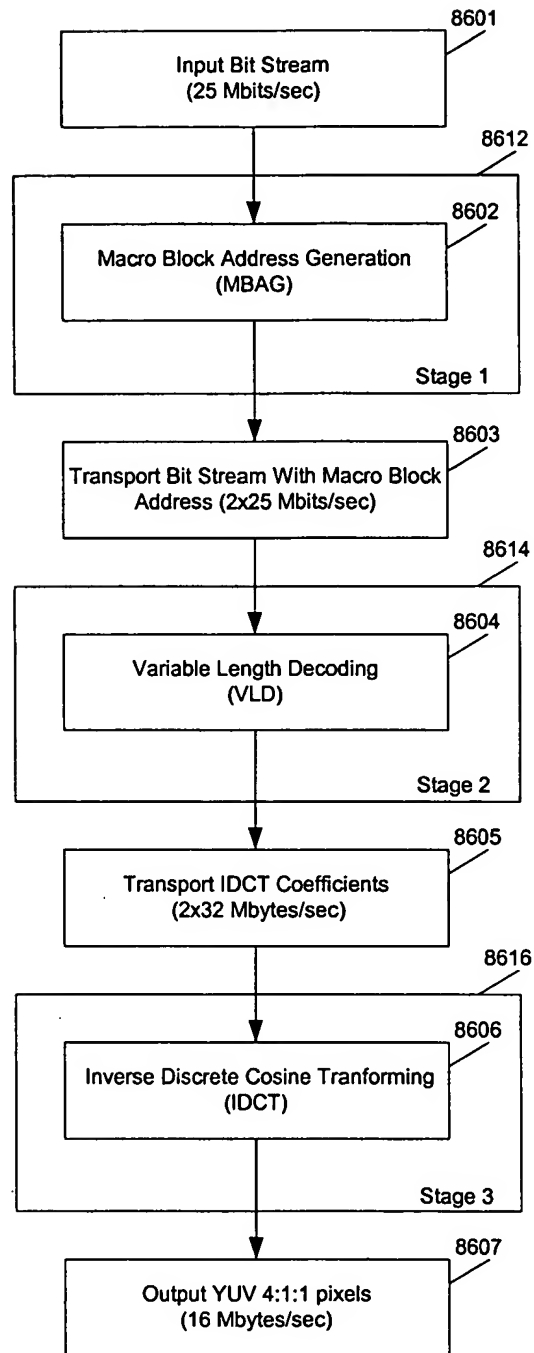 8601
Input Bit Stream
(25 Mbits/sec)
8612
8602
Macro Block Address Generation
(MBAG)
Stage 1
8603
Transport Bit Stream With Macro Block
Address (2x25 Mbits/sec)
8614
8604
Variable Length Decoding
(VLD)
Stage 2
8605
Transport IDCT Coefficients
(2x32 Mbytes/sec)
8616
8606
Inverse Discrete Cosine Tranforming
(IDCT)
Stage 3
8607
Output YUV 4:1:1 pixels
(16 Mbytes/sec)